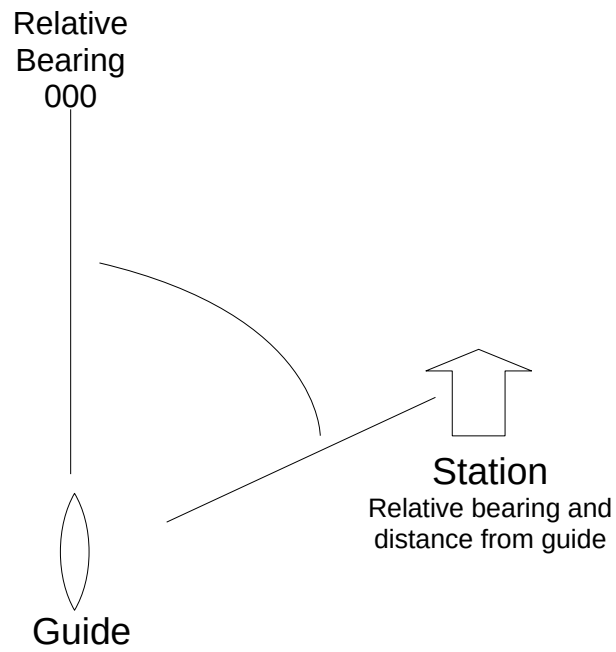 Relative
Bearing
000
Station
Relative bearing and
distance from guide
Guide